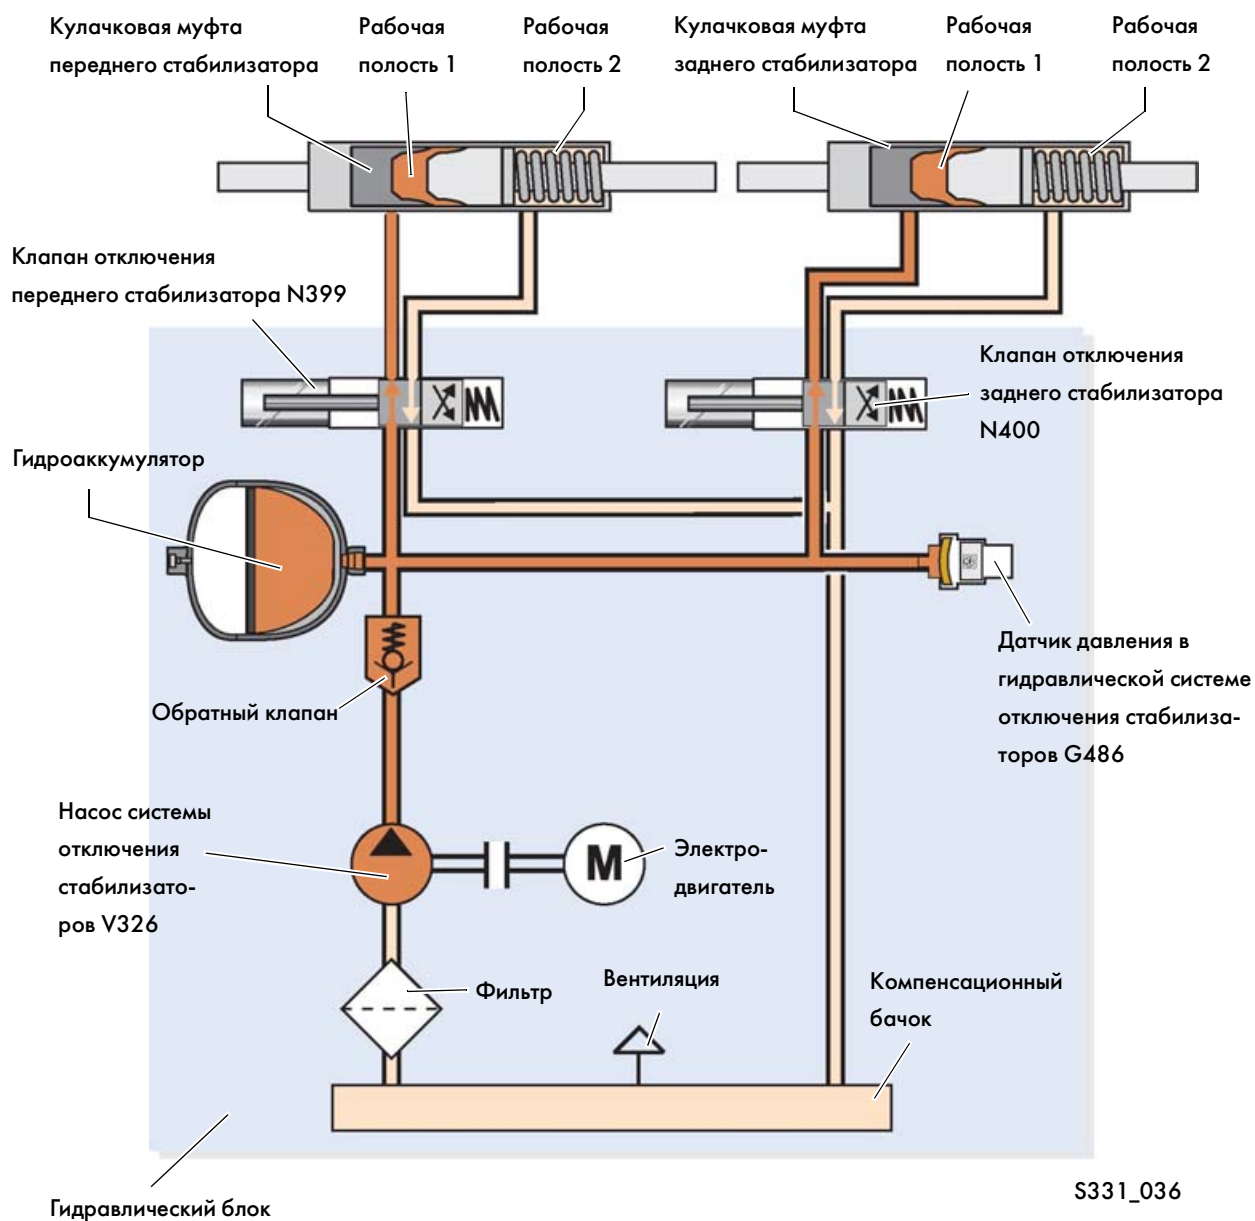 Кулачковая муфта
переднего стабилизатора
Рабочая
полость 1
Рабочая
полость 2
Кулачковая муфта
заднего стабилизатора
Рабочая
полость 1
Рабочая
полость 2
Клапан отключения
переднего стабилизатора N399
Клапан отключения
заднего стабилизатора
N400
Гидроаккумулятор
Датчик давления в
гидравлической системе
отключения стабилиза-
торов G486
Обратный клапан
Насос системы
отключения
стабилизато-
ров V326
M
Электро-
двигатель
Фильтр
Вентиляция
Компенсационный
бачок
Гидравлический блок
S331_036